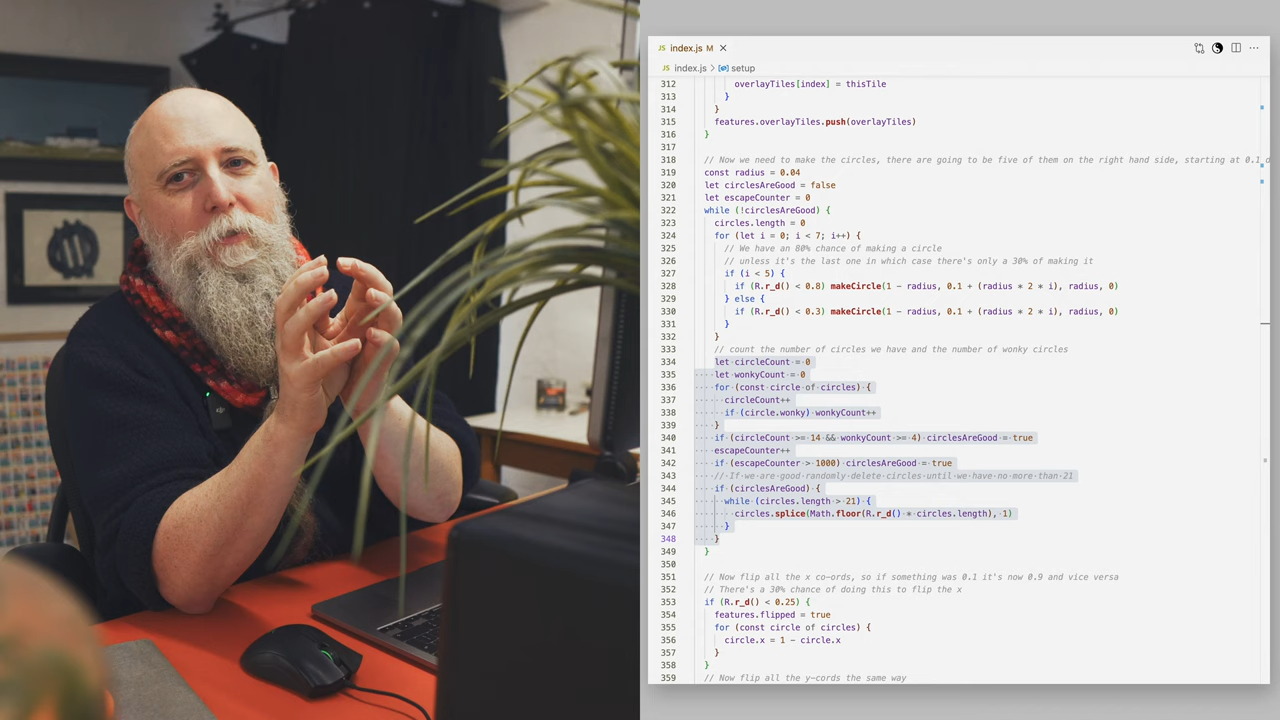 JS index.js M ×
JS index.js > setup
312 overlayTiles[index] = thisTile
313 }
314 }
315 features.overlayTiles.push(overlayTiles)
316 }
317
318 // Now we need to make the circles, there are going to be five of them on the right hand side, starting at 0.1 d
319 const radius = 0.04
320 let circlesAreGood = false
321 let escapeCounter = 0
322 while (!circlesAreGood) {
323 circles.length = 0
324 for (let i = 0; i < 7; i++) {
325 // We have an 80% chance of making a circle
326 // unless it's the last one in which case there's only a 30% of making it
327 if (i < 5) {
328 if (R.r_d() < 0.8) makeCircle(1 - radius, 0.1 + (radius * 2 * i), radius, 0)
329 } else {
330 if (R.r_d() < 0.3) makeCircle(1 - radius, 0.1 + (radius * 2 * i), radius, 0)
331 }
332 }
333 // count the number of circles we have and the number of wonky circles
334 let circleCount = 0
335 let wonkyCount = 0
336 for (const circle of circles) {
337 circleCount++
338 if (circle.wonky) wonkyCount++
339 }
340 if (circleCount >= 14 && wonkyCount >= 4) circlesAreGood = true
341 escapeCounter++
342 if (escapeCounter > 1000) circlesAreGood = true
343 // If we are good randomly delete circles until we have no more than 21
344 if (circlesAreGood) {
345 while (circles.length > 21) {
346 circles.splice(Math.floor(R.r_d() * circles.length), 1)
347 }
348 }
349 }
350
351 // Now flip all the x co-ords, so if something was 0.1 it's now 0.9 and vice versa
352 // There's a 30% chance of doing this to flip the x
353 if (R.r_d() < 0.25) {
354 features.flipped = true
355 for (const circle of circles) {
356 circle.x = 1 - circle.x
357 }
358 }
359 // Now flip all the y-cords the same way